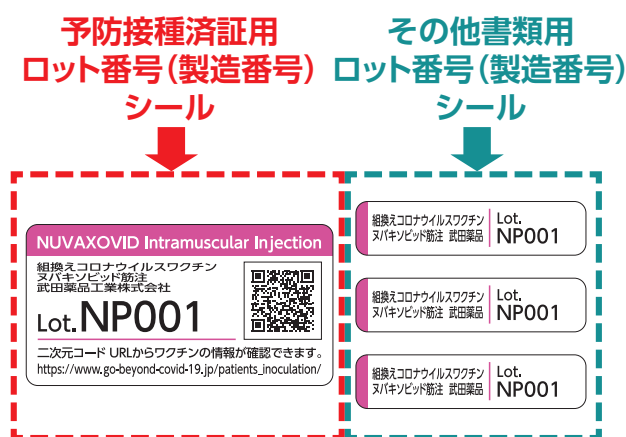 予防接種済証用
ロット番号(製造番号)
シール
その他書類用
ロット番号(製造番号)
シール
NUVAXOVID Intramuscular Injection
組換えコロナウイルスワクチン
ヌバキソビッド筋注
武田薬品工業株式会社
Lot.NP001
二次元コード URLからワクチンの情報が確認できます。
https://www.go-beyond-covid-19.jp/patients_inoculation/
組換えコロナウイルスワクチン
ヌバキソビッド筋注 武田薬品
Lot.
NP001
組換えコロナウイルスワクチン
ヌバキソビッド筋注 武田薬品
Lot.
NP001
組換えコロナウイルスワクチン
ヌバキソビッド筋注 武田薬品
Lot.
NP001